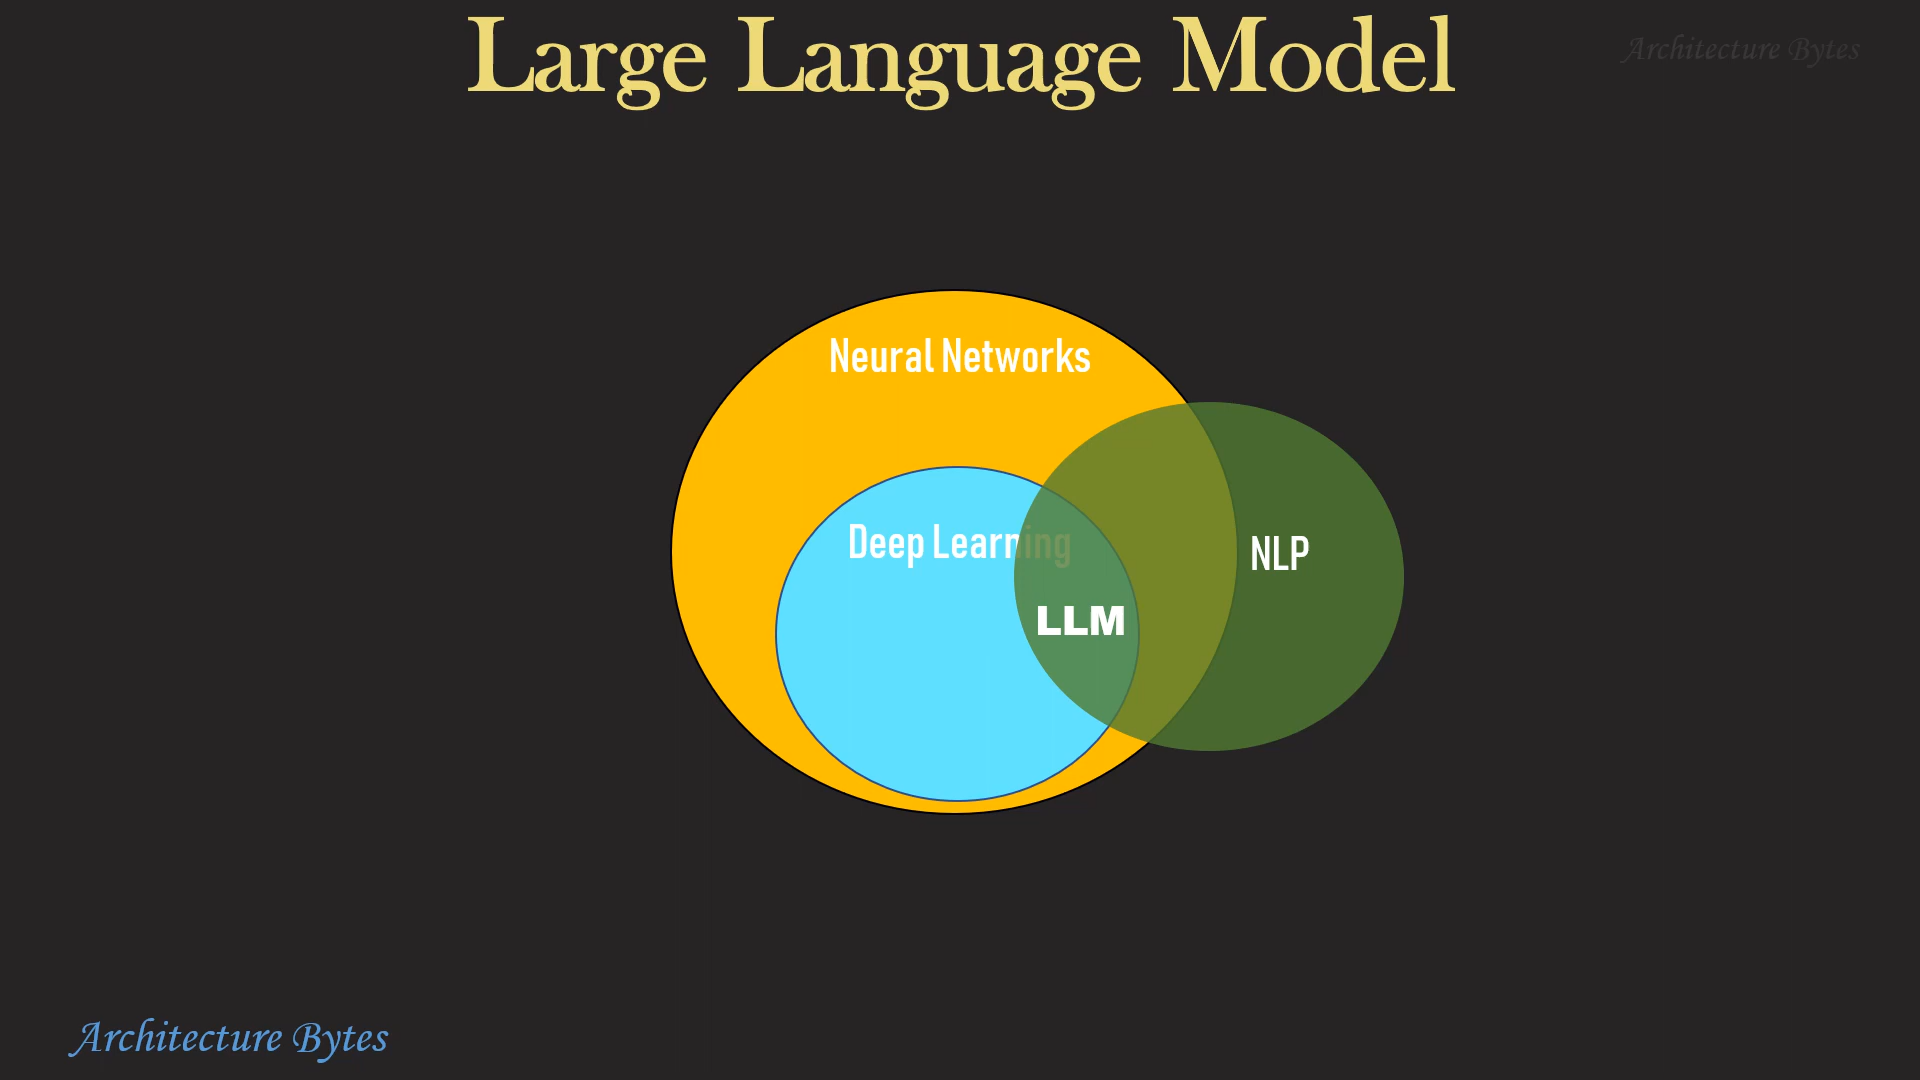 Large Language Model
Architecture Bytes
Neural Networks
Deep Learning
NLP
LLM
Architecture Bytes